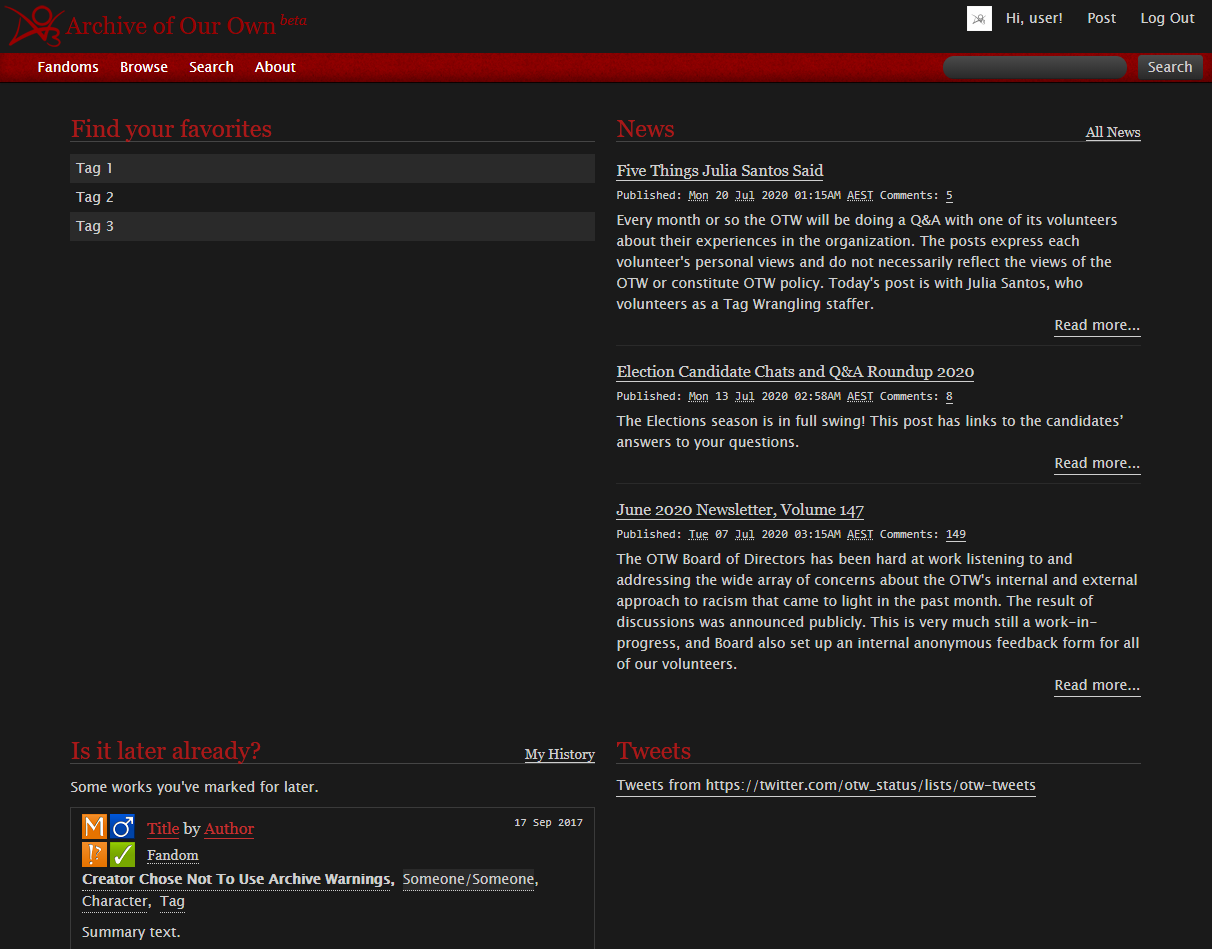 Archive of Our Own beta
Hi, user! Post Log Out
Fandoms Browse Search About
Search
Find your favorites
Tag 1
Tag 2
Tag 3
News All News
Five Things Julia Santos Said
Published: Mon 20 Jul 2020 01:15AM AEST Comments: 5
Every month or so the OTW will be doing a Q&A with one of its volunteers
about their experiences in the organization. The posts express each
volunteer's personal views and do not necessarily reflect the views of the
OTW or constitute OTW policy. Today's post is with Julia Santos, who
volunteers as a Tag Wrangling staffer.
Read more...
Election Candidate Chats and Q&A Roundup 2020
Published: Mon 13 Jul 2020 02:58AM AEST Comments: 8
The Elections season is in full swing! This post has links to the candidates’
answers to your questions.
Read more...
June 2020 Newsletter, Volume 147
Published: Tue 07 Jul 2020 03:15AM AEST Comments: 149
The OTW Board of Directors has been hard at work listening to and
addressing the wide array of concerns about the OTW's internal and external
approach to racism that came to light in the past month. The result of
discussions was announced publicly. This is very much still a work-in-
progress, and Board also set up an internal anonymous feedback form for all
of our volunteers.
Read more...
Is it later already? My History
Some works you've marked for later.
M
!?
Title by Author
17 Sep 2017
Fandom
Creator Chose Not To Use Archive Warnings, Someone/Someone,
Character, Tag
Summary text.
Tweets
Tweets from https://twitter.com/otw_status/lists/otw-tweets